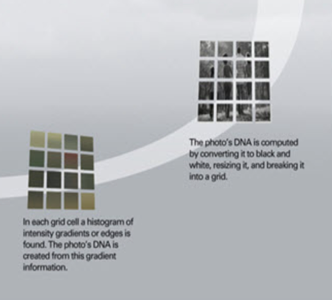 The photo's DNA is computed
by converting it to black and
white, resizing it, and breaking it
into a grid.
In each grid cell a histogram of
intensity gradients or edges is
found. The photo's DNA is
created from this gradient
information.